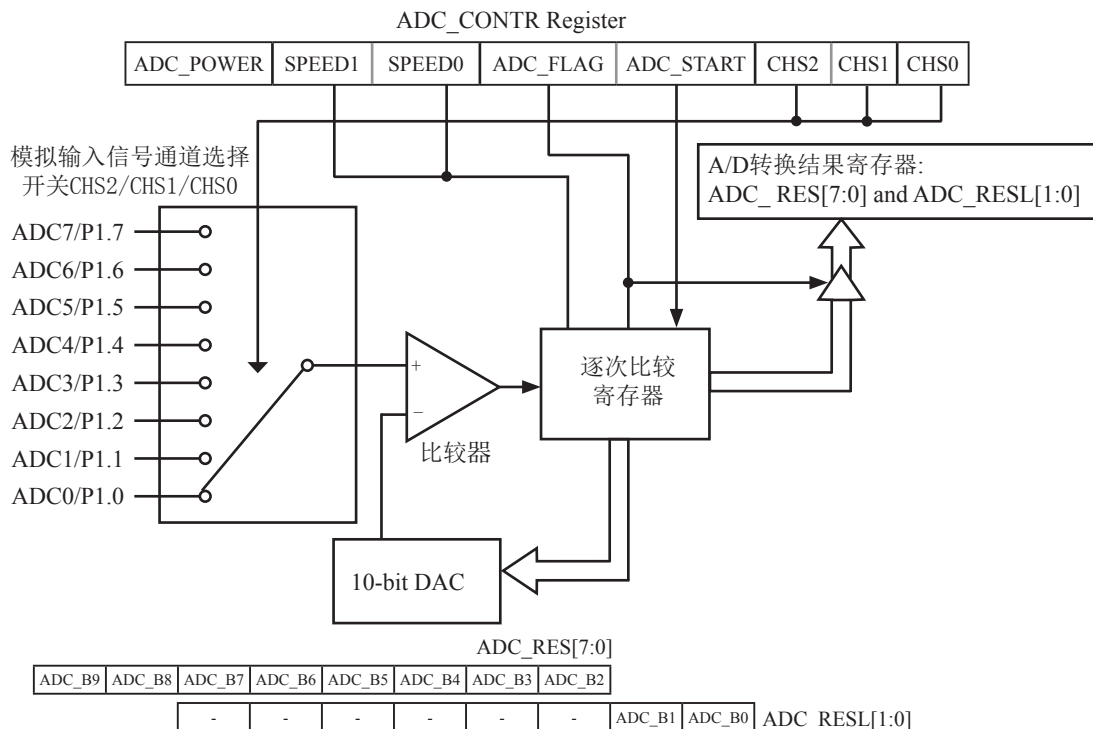 ADC_CONTR Register
ADC_POWER SPEED1 SPEED0 ADC_FLAG ADC_START CHS2 CHS1 CHS0
模拟输入信号通道选择
开关CHS2/CHS1/CHS0
A/D转换结果寄存器:
ADC_ RES[7:0] and ADC_RESL[1:0]
ADC7/P1.7
ADC6/P1.6
ADC5/P1.5
ADC4/P1.4
ADC3/P1.3
ADC2/P1.2
ADC1/P1.1
ADC0/P1.0
+
−
比较器
逐次比较
寄存器
10-bit DAC
ADC_RES[7:0]
ADC_B9 ADC_B8 ADC_B7 ADC_B6 ADC_B5 ADC_B4 ADC_B3 ADC_B2
- - - - - - ADC_B1 ADC_B0 ADC_RESL[1:0]